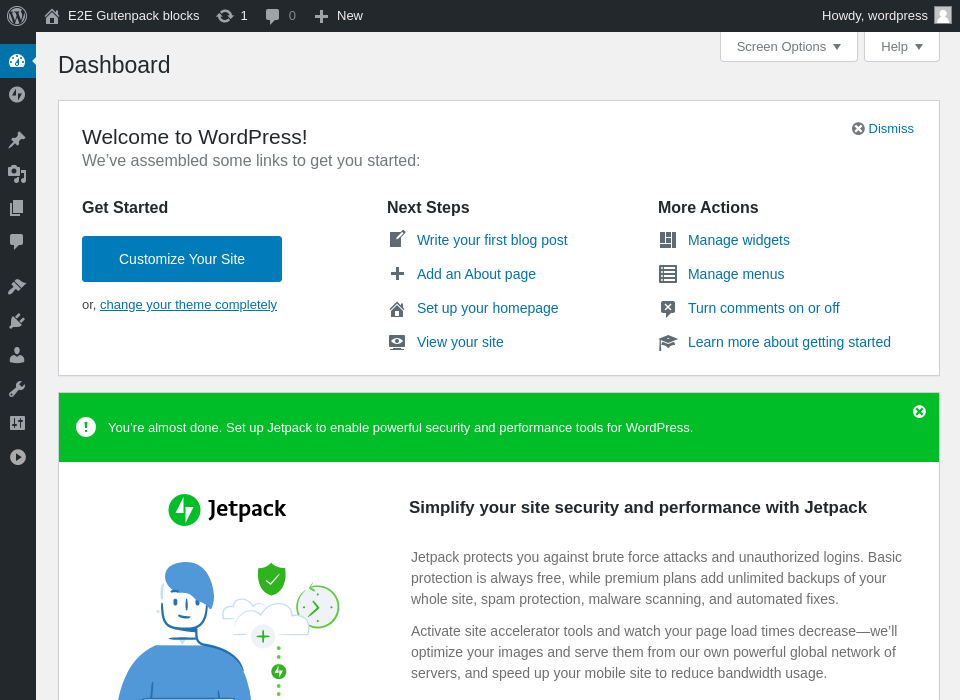 E2E Gutenpack blocks 1 0 New Howdy, wordpress
Screen Options Help
Dashboard
Welcome to WordPress!
Dismiss
We’ve assembled some links to get you started:
Get Started
Customize Your Site
or, change your theme completely
Next Steps
Write your first blog post
Add an About page
Set up your homepage
View your site
More Actions
Manage widgets
Manage menus
Turn comments on or off
Learn more about getting started
You’re almost done. Set up Jetpack to enable powerful security and performance tools for WordPress.
Jetpack
Simplify your site security and performance with Jetpack
Jetpack protects you against brute force attacks and unauthorized logins. Basic
protection is always free, while premium plans add unlimited backups of your
whole site, spam protection, malware scanning, and automated fixes.
Activate site accelerator tools and watch your page load times decrease—we’ll
optimize your images and serve them from our own powerful global network of
servers, and speed up your mobile site to reduce bandwidth usage.